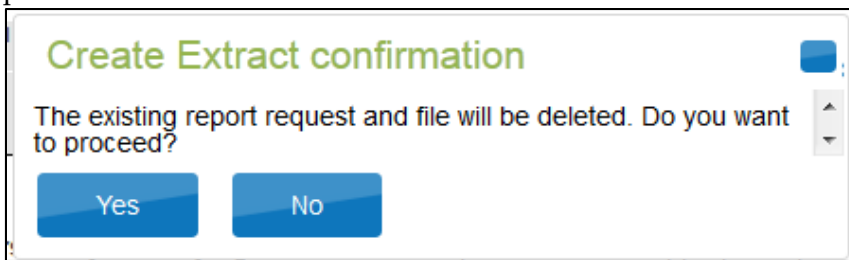 Create Extract confirmation
The existing report request and file will be deleted. Do you want
to proceed?
Yes No